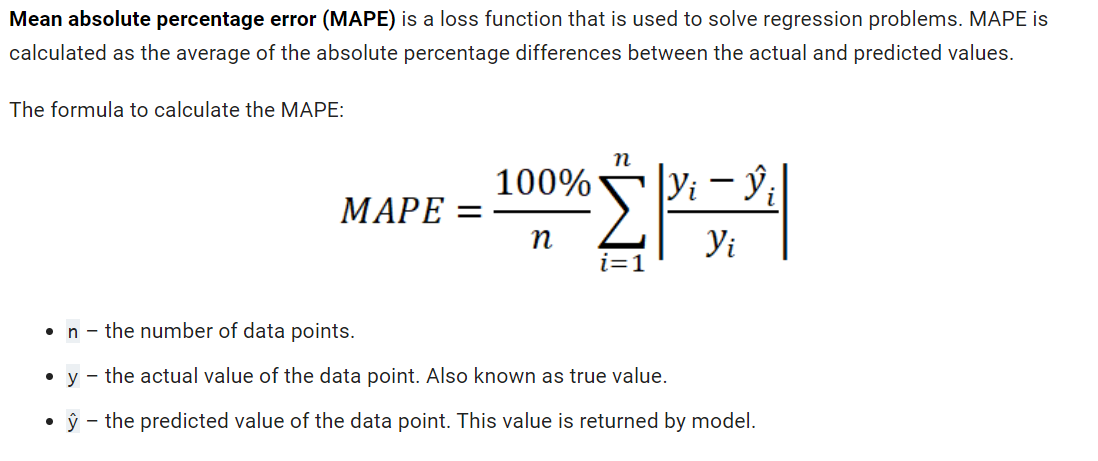 Mean absolute percentage error (MAPE) is a loss function that is used to solve regression problems. MAPE is
calculated as the average of the absolute percentage differences between the actual and predicted values.
The formula to calculate the MAPE:
MAPE = \frac{100\%}{n} \sum_{i=1}^{n} \left| \frac{y_i - ŷ_i}{y_i} \right|
• n – the number of data points.
• y – the actual value of the data point. Also known as true value.
• ŷ – the predicted value of the data point. This value is returned by model.